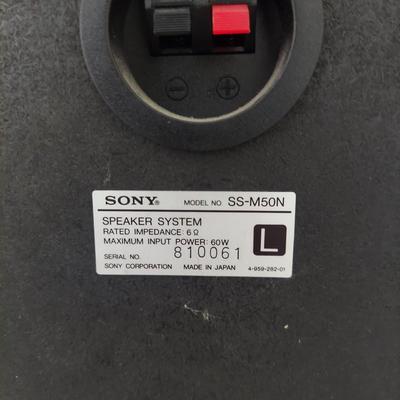 − +
SONY® MODEL NO. SS-M50N
SPEAKER SYSTEM
RATED IMPEDANCE: 6 Ω
MAXIMUM INPUT POWER: 60W
SERIAL NO. 810061
SONY CORPORATION MADE IN JAPAN 4-959-282-01
L